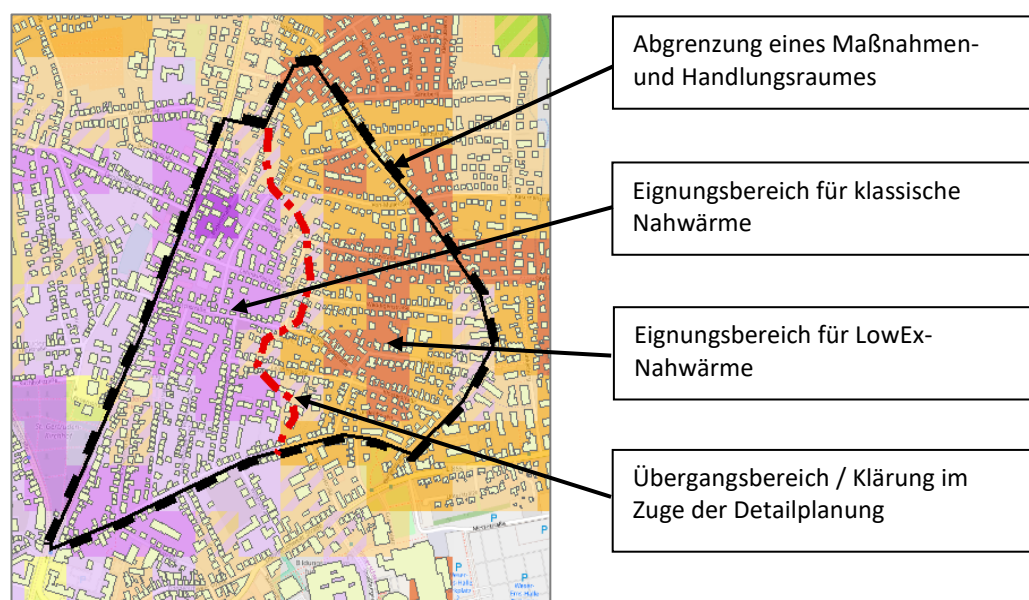 Abgrenzung eines Maßnahmen-
und Handlungsraumes
Eignungsbereich für klassische
Nahwärme
Eignungsbereich für LowEx-
Nahwärme
Übergangsbereich / Klärung im
Zuge der Detailplanung
P
P
P
P